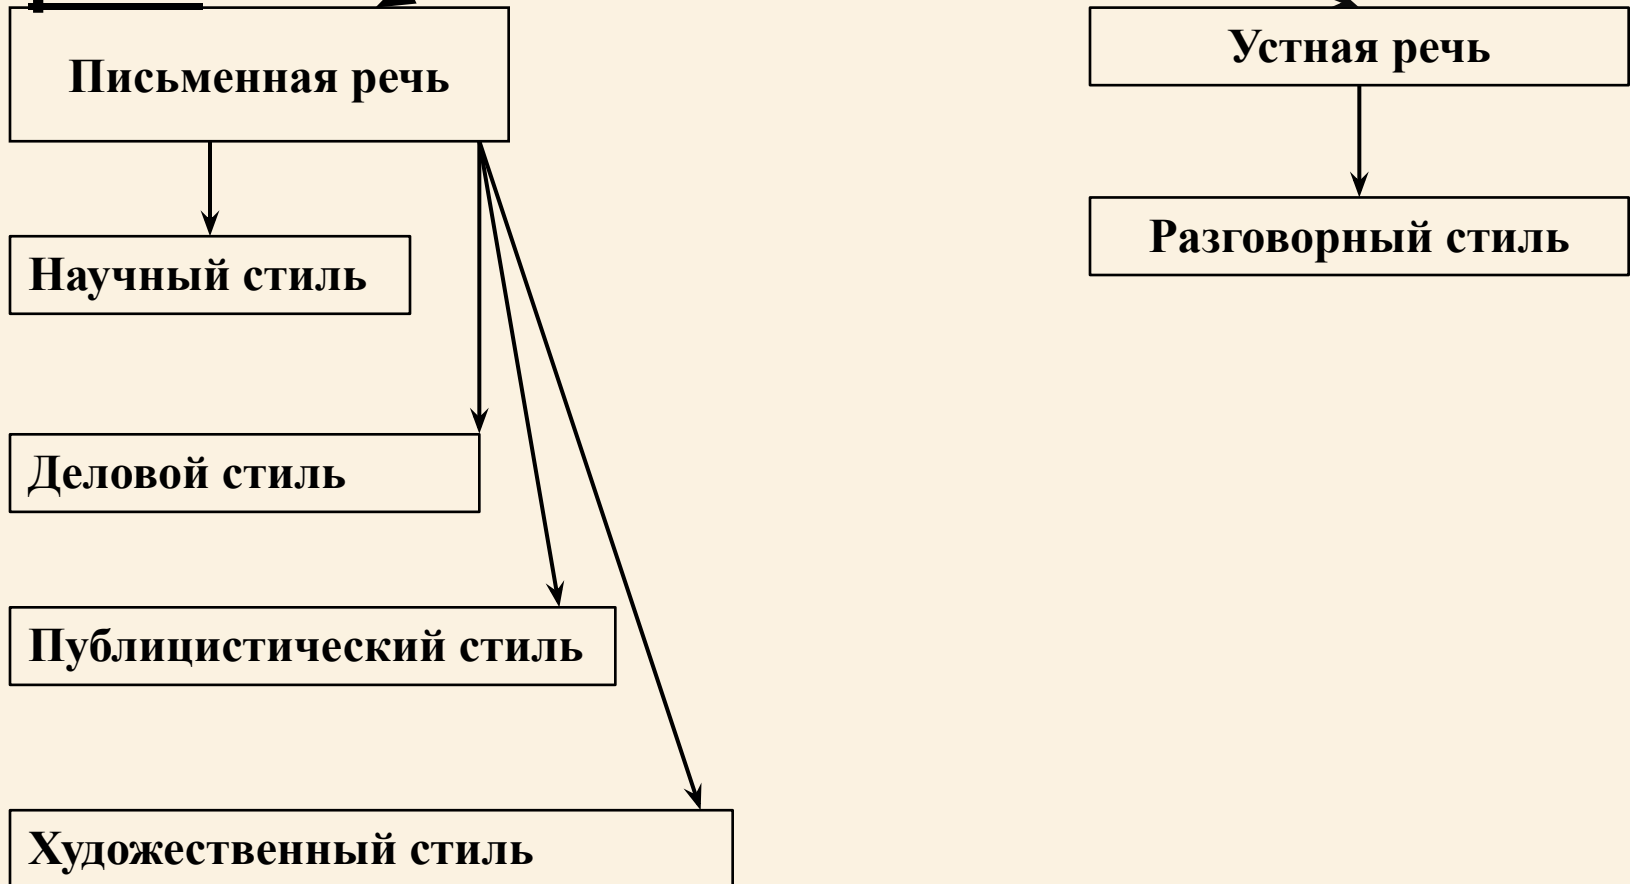 Письменная речь
Устная речь
Разговорный стиль
Научный стиль
Деловой стиль
Публицистический стиль
Художественный стиль